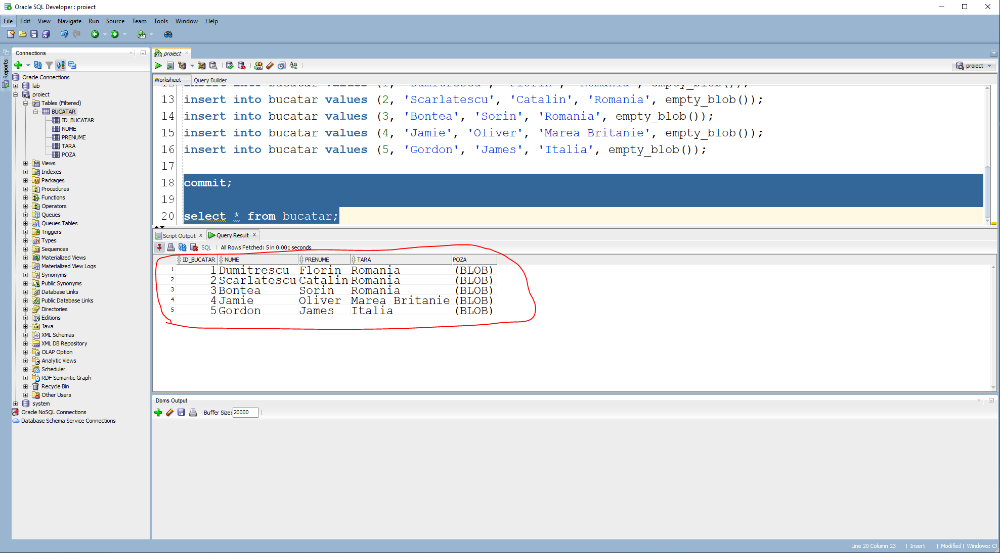 Oracle SQL Developer : proiect
File Edit View Navigate Run Source Team Tools Window Help
Reports
Connections
Oracle Connections
lab
proiect
Tables (Filtered)
BUCATAR
ID_BUCATAR
NUME
PRENUME
TARA
POZA
Views
Indexes
Packages
Procedures
Functions
Operators
Queues
Queues Tables
Triggers
Types
Sequences
Materialized Views
Materialized View Logs
Synonyms
Public Synonyms
Database Links
Public Database Links
Directories
Editions
Java
XML Schemas
XML DB Repository
OLAP Option
Analytic Views
Scheduler
RDF Semantic Graph
Recycle Bin
Other Users
system
Oracle NoSQL Connections
Database Schema Service Connections
proiect
proiect
Worksheet Query Builder
12 insert into bucatar values (1, 'Dumitrescu', 'Florin', 'Romania', empty_blob());
13 insert into bucatar values (2, 'Scarlatescu', 'Catalin', 'Romania', empty_blob());
14 insert into bucatar values (3, 'Bontea', 'Sorin', 'Romania', empty_blob());
15 insert into bucatar values (4, 'Jamie', 'Oliver', 'Marea Britanie', empty_blob());
16 insert into bucatar values (5, 'Gordon', 'James', 'Italia', empty_blob());
17
18 commit;
19
20 select * from bucatar;
Script Output Query Result
SQL All Rows Fetched: 5 in 0.001 seconds
ID_BUCATAR NUME PRENUME TARA POZA
1 1 Dumitrescu Florin Romania (BLOB)
2 2 Scarlatescu Catalin Romania (BLOB)
3 3 Bontea Sorin Romania (BLOB)
4 4 Jamie Oliver Marea Britanie (BLOB)
5 5 Gordon James Italia (BLOB)
Dbms Output
Buffer Size: 20000
Line 20 Column 23 | Insert | Modified | Windows: